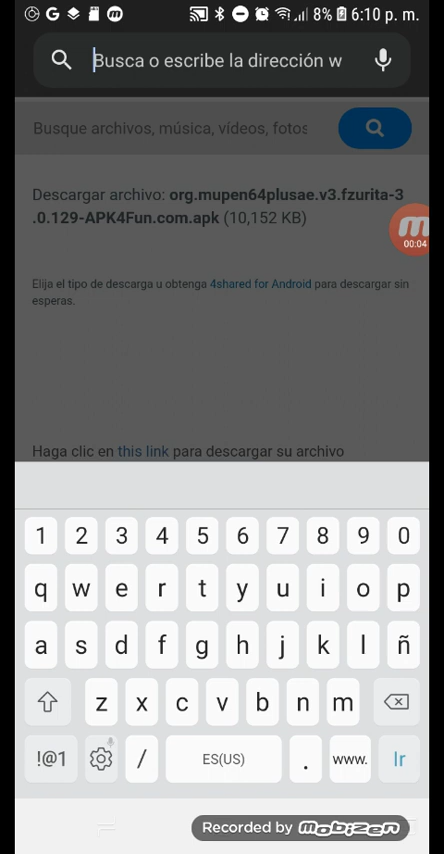 8% 6:10 p. m.
Busca o escribe la dirección w
Busque archivos, música, vídeos, fotos
Descargar archivo: org.mupen64plusae.v3.fzurita-3
.0.129-APK4Fun.com.apk (10,152 KB)
00:04
Elija el tipo de descarga u obtenga 4shared for Android para descargar sin
esperas.
Haga clic en this link para descargar su archivo
1 2 3 4 5 6 7 8 9 0
q w e r t y u i o p
a s d f g h j k l ñ
z x c v b n m
!@1 / ES(US) . www. Ir
Recorded by mobizen